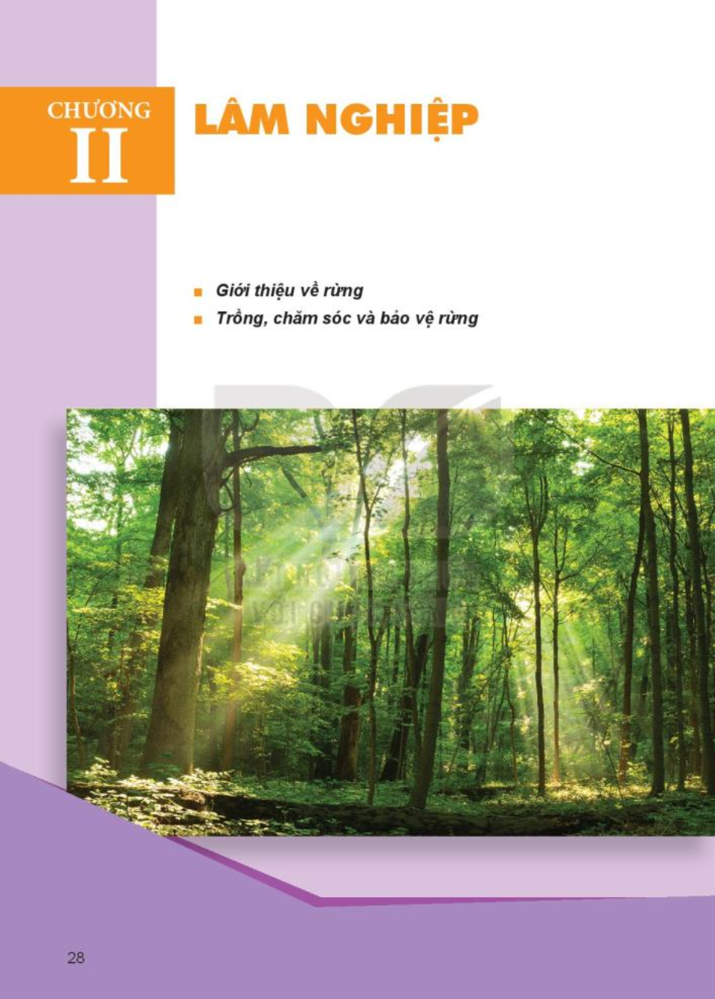 CHƯƠNG
II
LÂM NGHIỆP
Giới thiệu về rừng
Trồng, chăm sóc và bảo vệ rừng
28